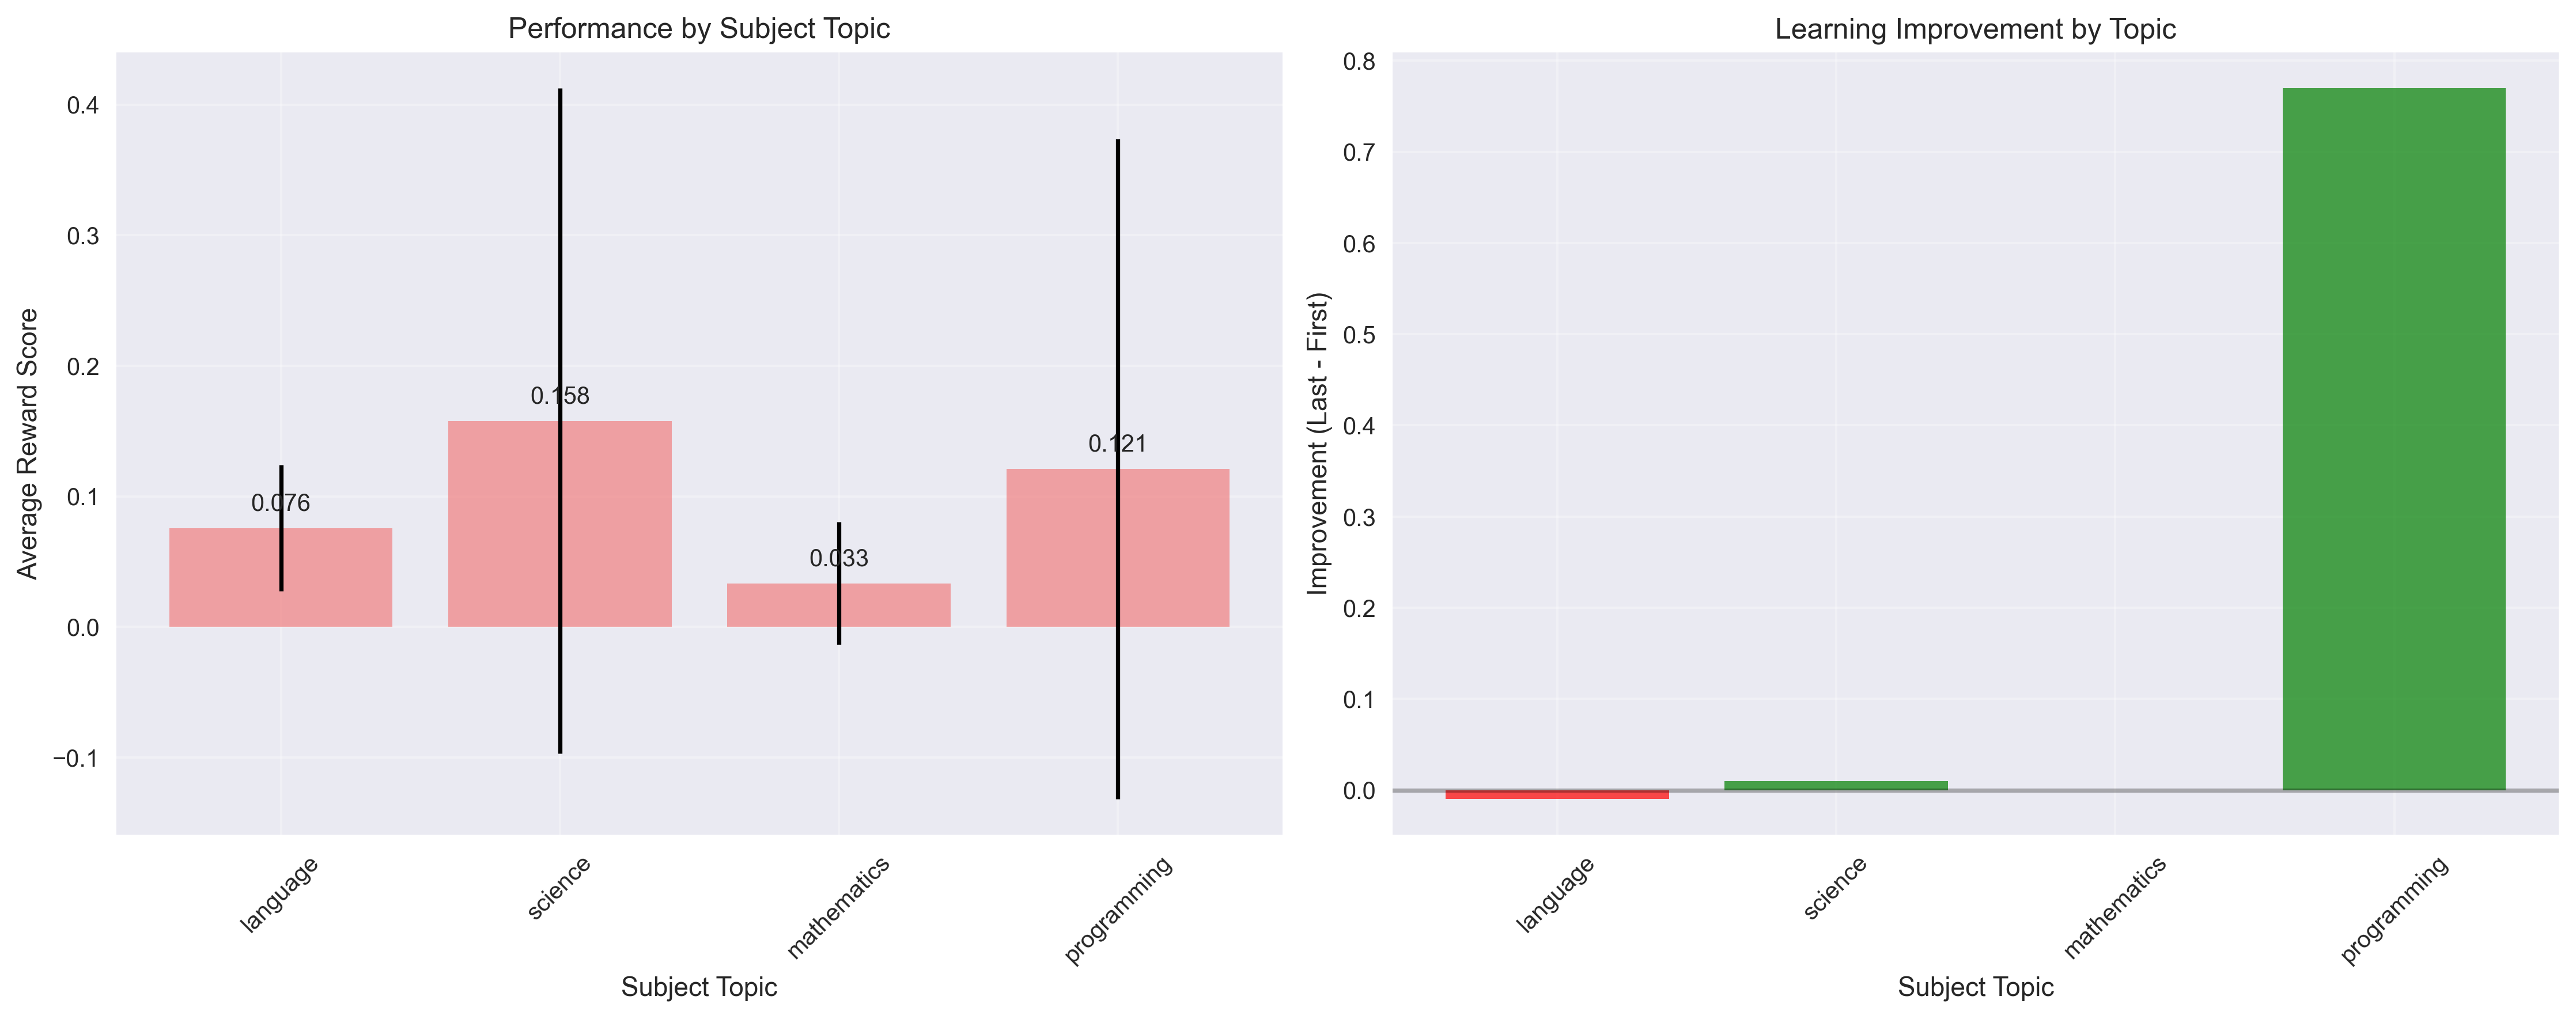 Performance by Subject Topic
Average Reward Score
0.4
0.3
0.2
0.1
0.0
−0.1
0.076
0.158
0.033
0.121
language
science
mathematics
programming
Subject Topic
Learning Improvement by Topic
Improvement (Last - First)
0.8
0.7
0.6
0.5
0.4
0.3
0.2
0.1
0.0
language
science
mathematics
programming
Subject Topic